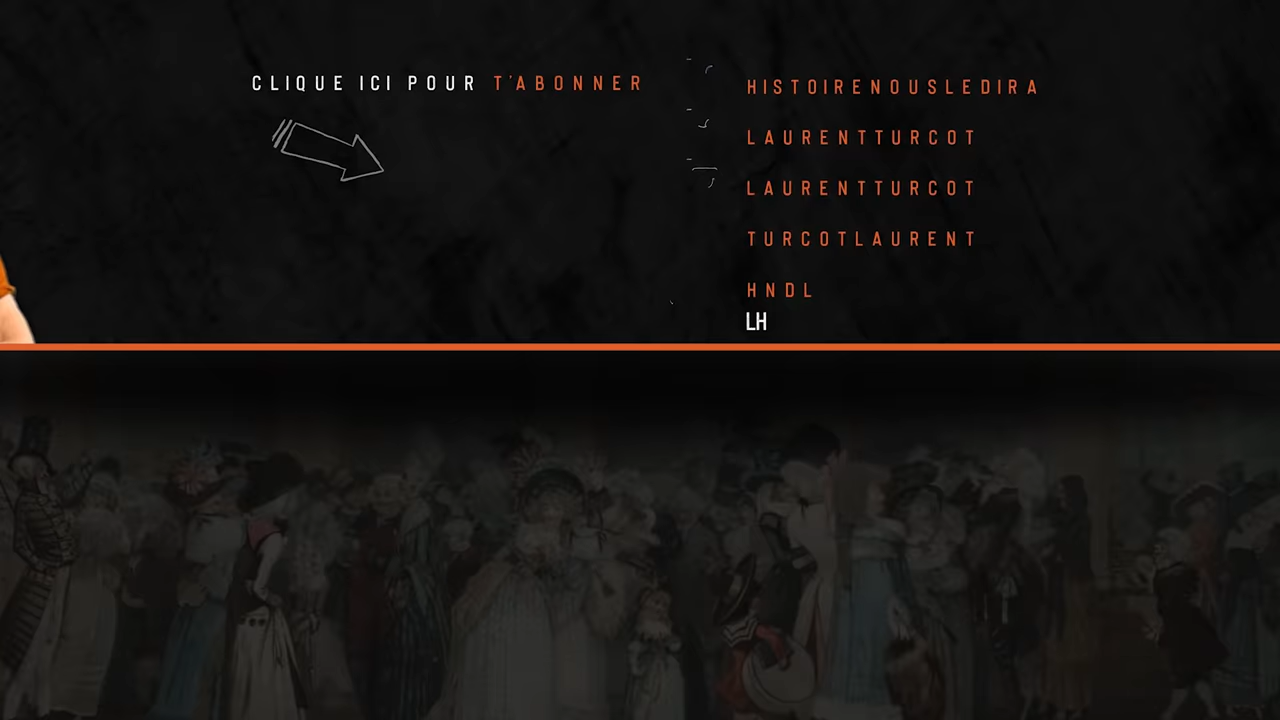 CLIQUE ICI POUR T'ABONNER
HISTOIRENOUSLEDIRA
LAURENTTURCOT
LAURENTTURCOT
TURCOTLAURENT
HNDL
LH